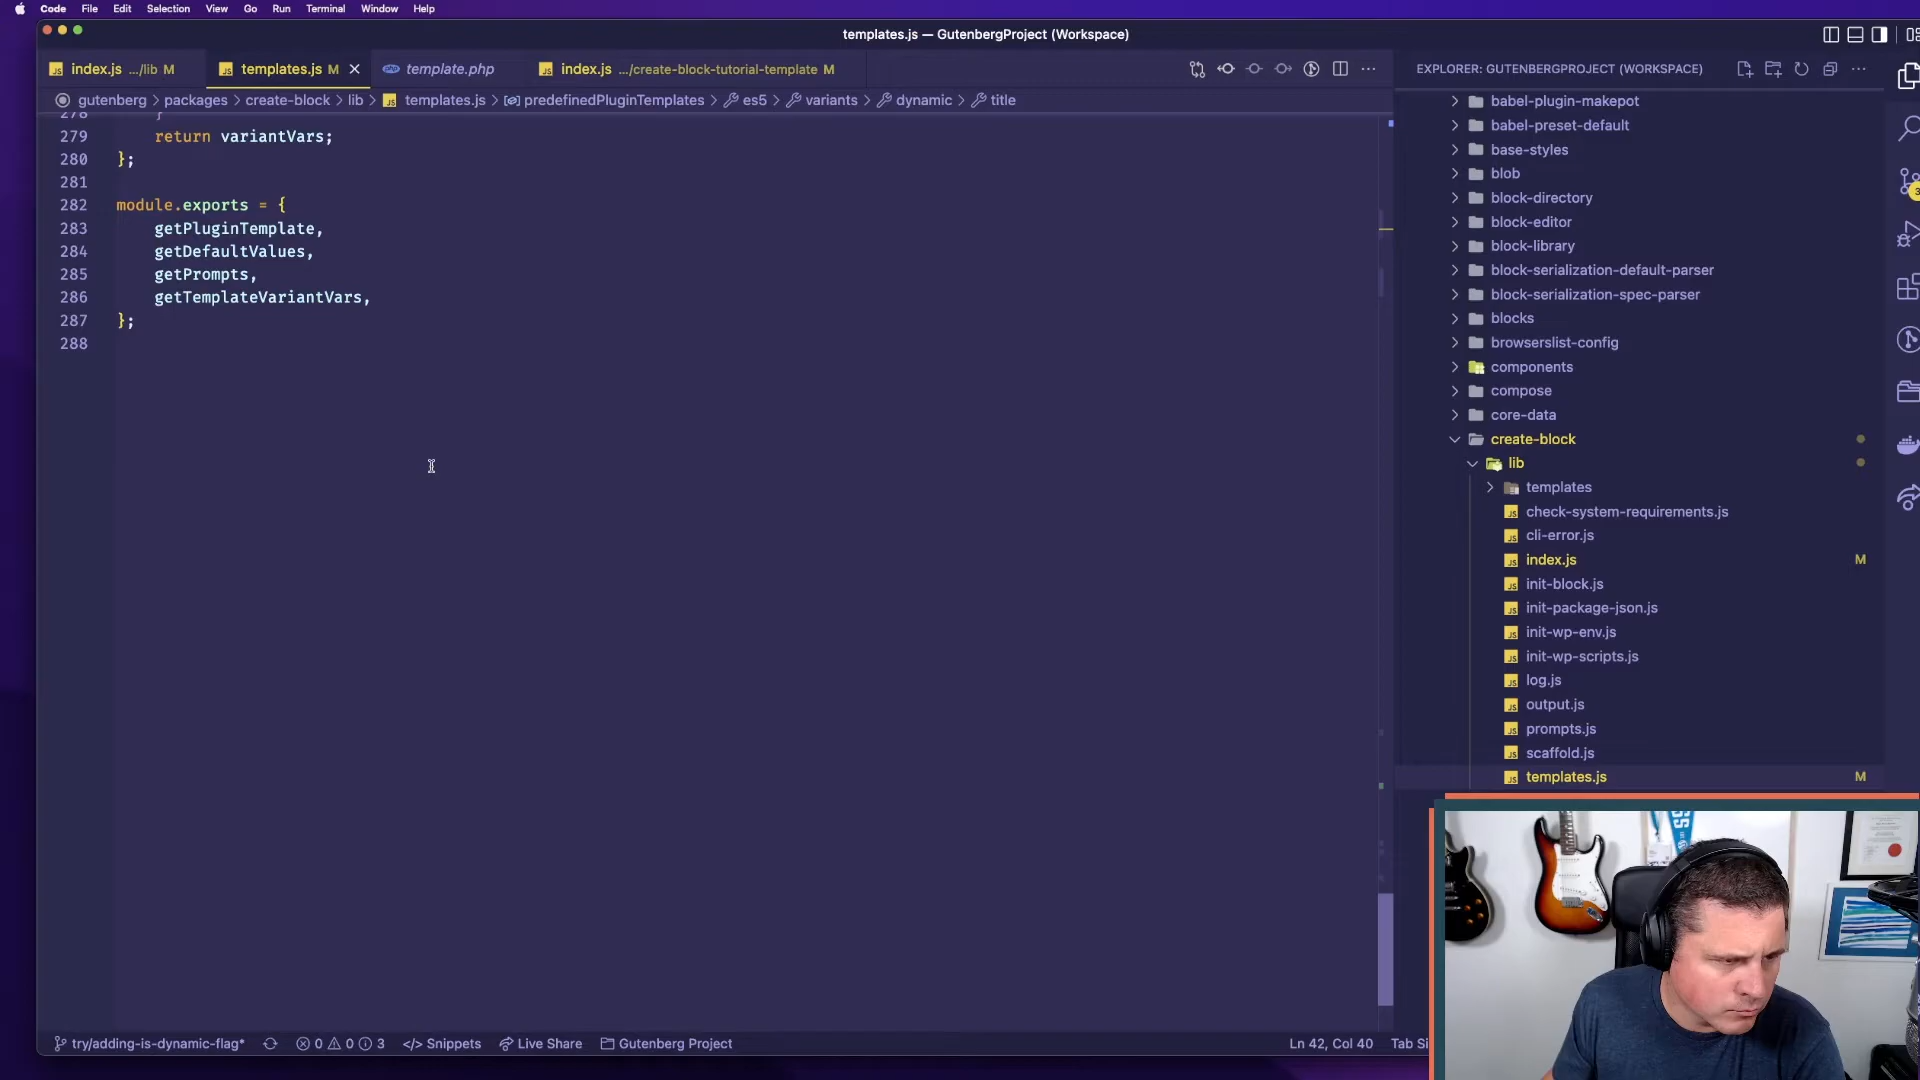 Code File Edit Selection View Go Run Terminal Window Help
templates.js — GutenbergProject (Workspace)
index.js .../lib M
templates.js M
template.php
index.js .../create-block-tutorial-template M
EXPLORER: GUTENBERGPROJECT (WORKSPACE)
gutenberg > packages > create-block > lib > templates.js > predefinedPluginTemplates > es5 > variants > dynamic > title
278 }
279 return variantVars;
280 };
281
282 module.exports = {
283 getPluginTemplate,
284 getDefaultValues,
285 getPrompts,
286 getTemplateVariantVars,
287 };
288
babel-plugin-makepot
babel-preset-default
base-styles
blob
block-directory
block-editor
block-library
block-serialization-default-parser
block-serialization-spec-parser
blocks
browserslist-config
components
compose
core-data
create-block
lib
templates
check-system-requirements.js
cli-error.js
index.js M
init-block.js
init-package-json.js
init-wp-env.js
init-wp-scripts.js
log.js
output.js
prompts.js
scaffold.js
templates.js M
try/adding-is-dynamic-flag* 0 0 3 </> Snippets Live Share Gutenberg Project Ln 42, Col 40 Tab Si